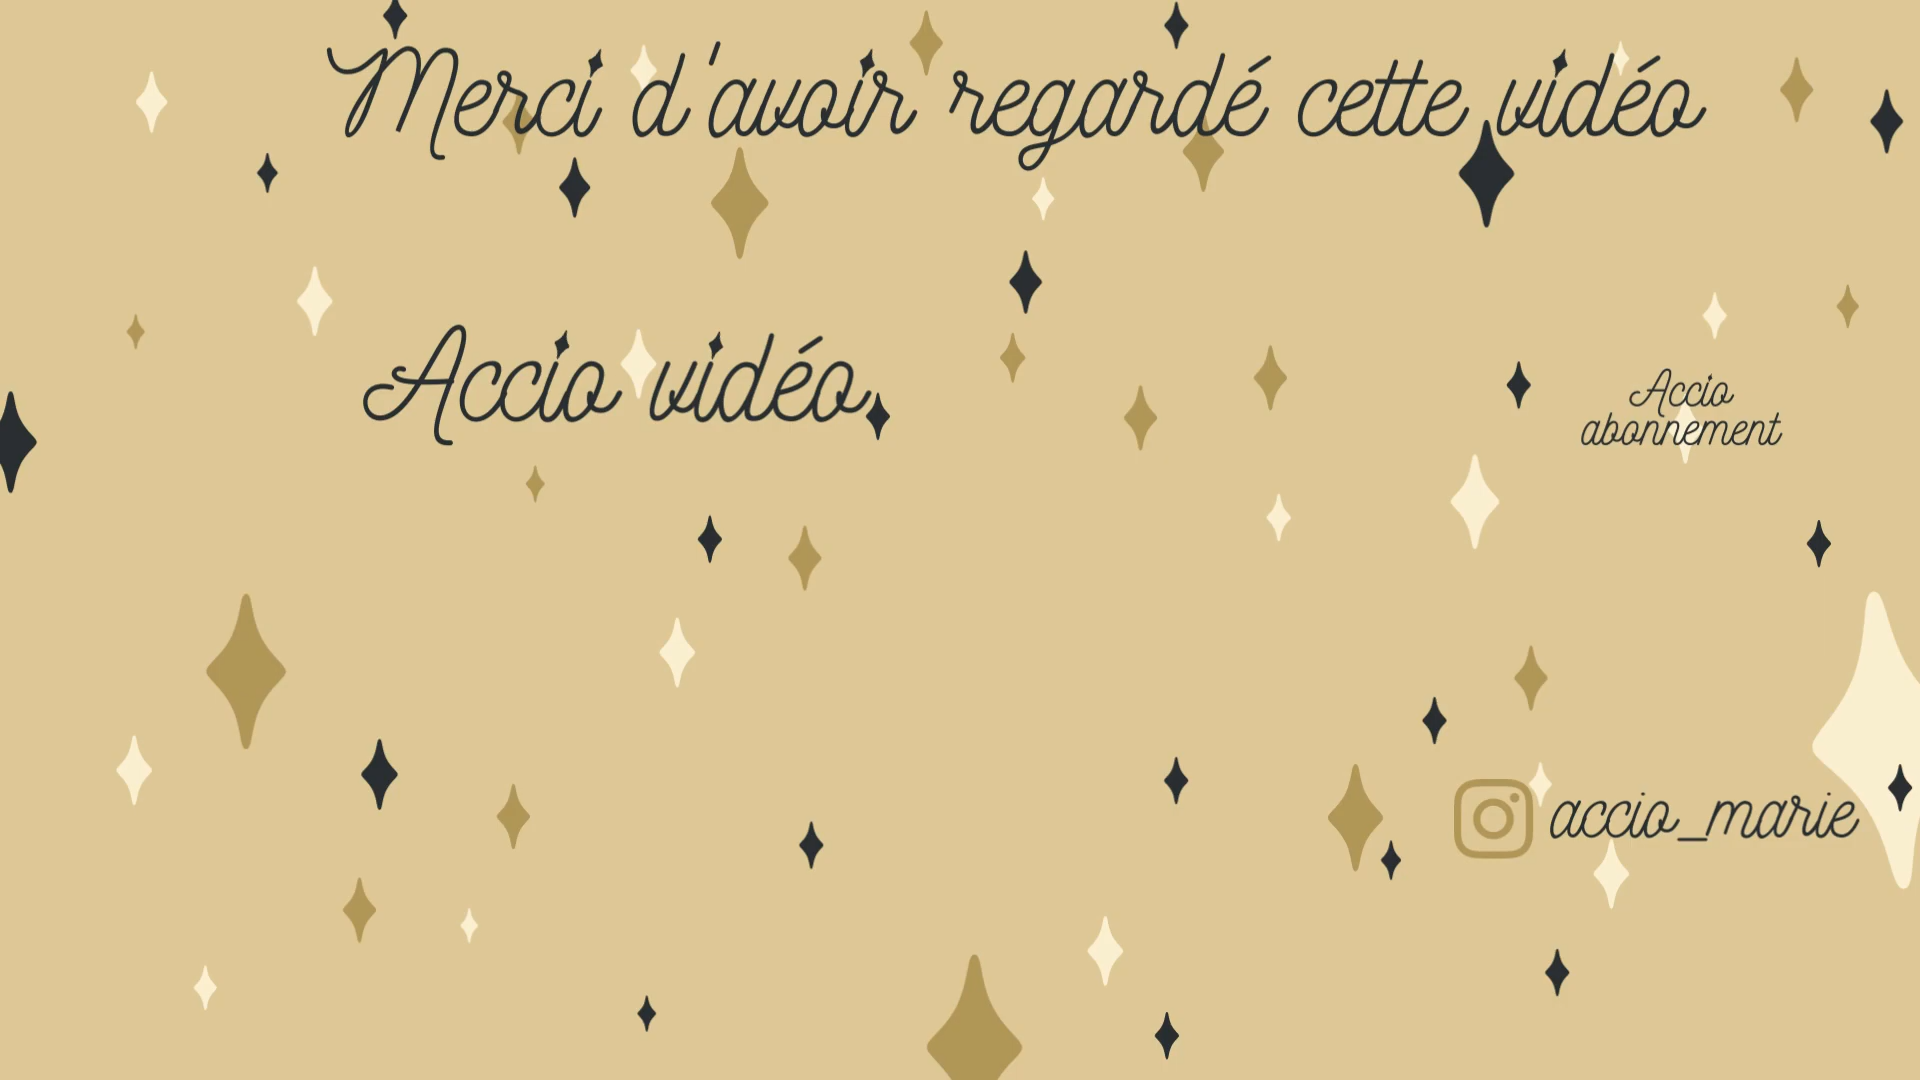 Merci d'avoir regardé cette vidéo
Accio vidéo
Accio
abonnement
accio_marie